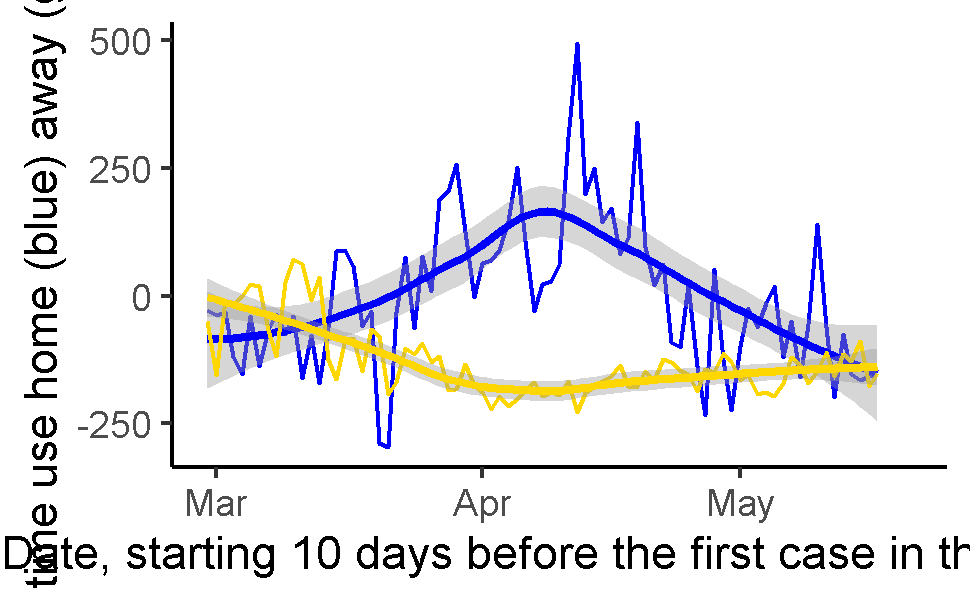 time use home (blue) away (
500
250
0
-250
Mar
Apr
May
Date, starting 10 days before the first case in th